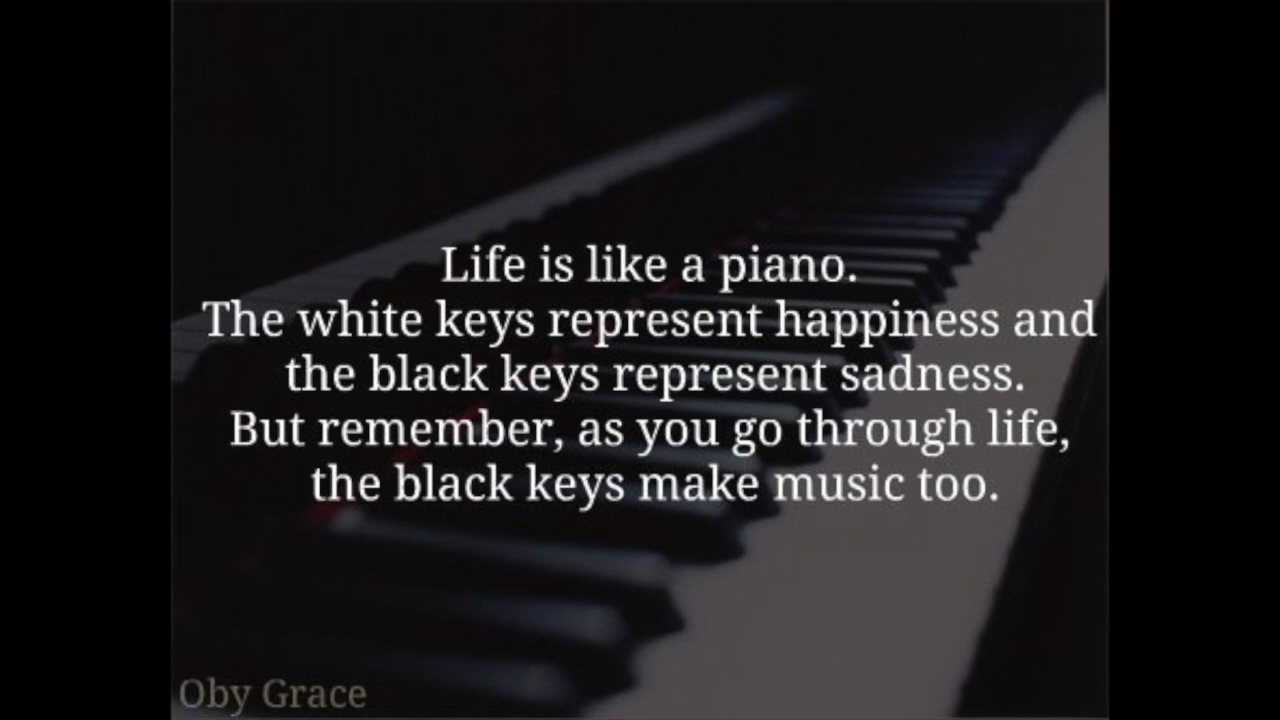 Life is like a piano.
The white keys represent happiness and
the black keys represent sadness.
But remember, as you go through life,
the black keys make music too.
Oby Grace